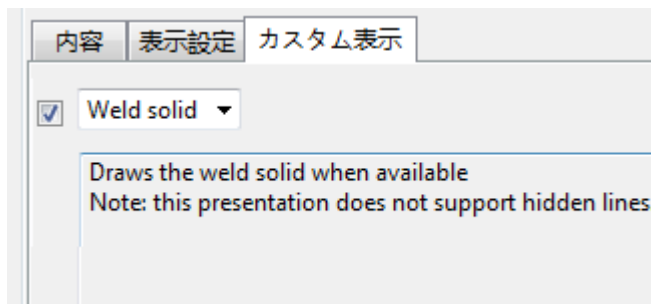 内容 表示設定 カスタム表示
Weld solid
Draws the weld solid when available
Note: this presentation does not support hidden lines